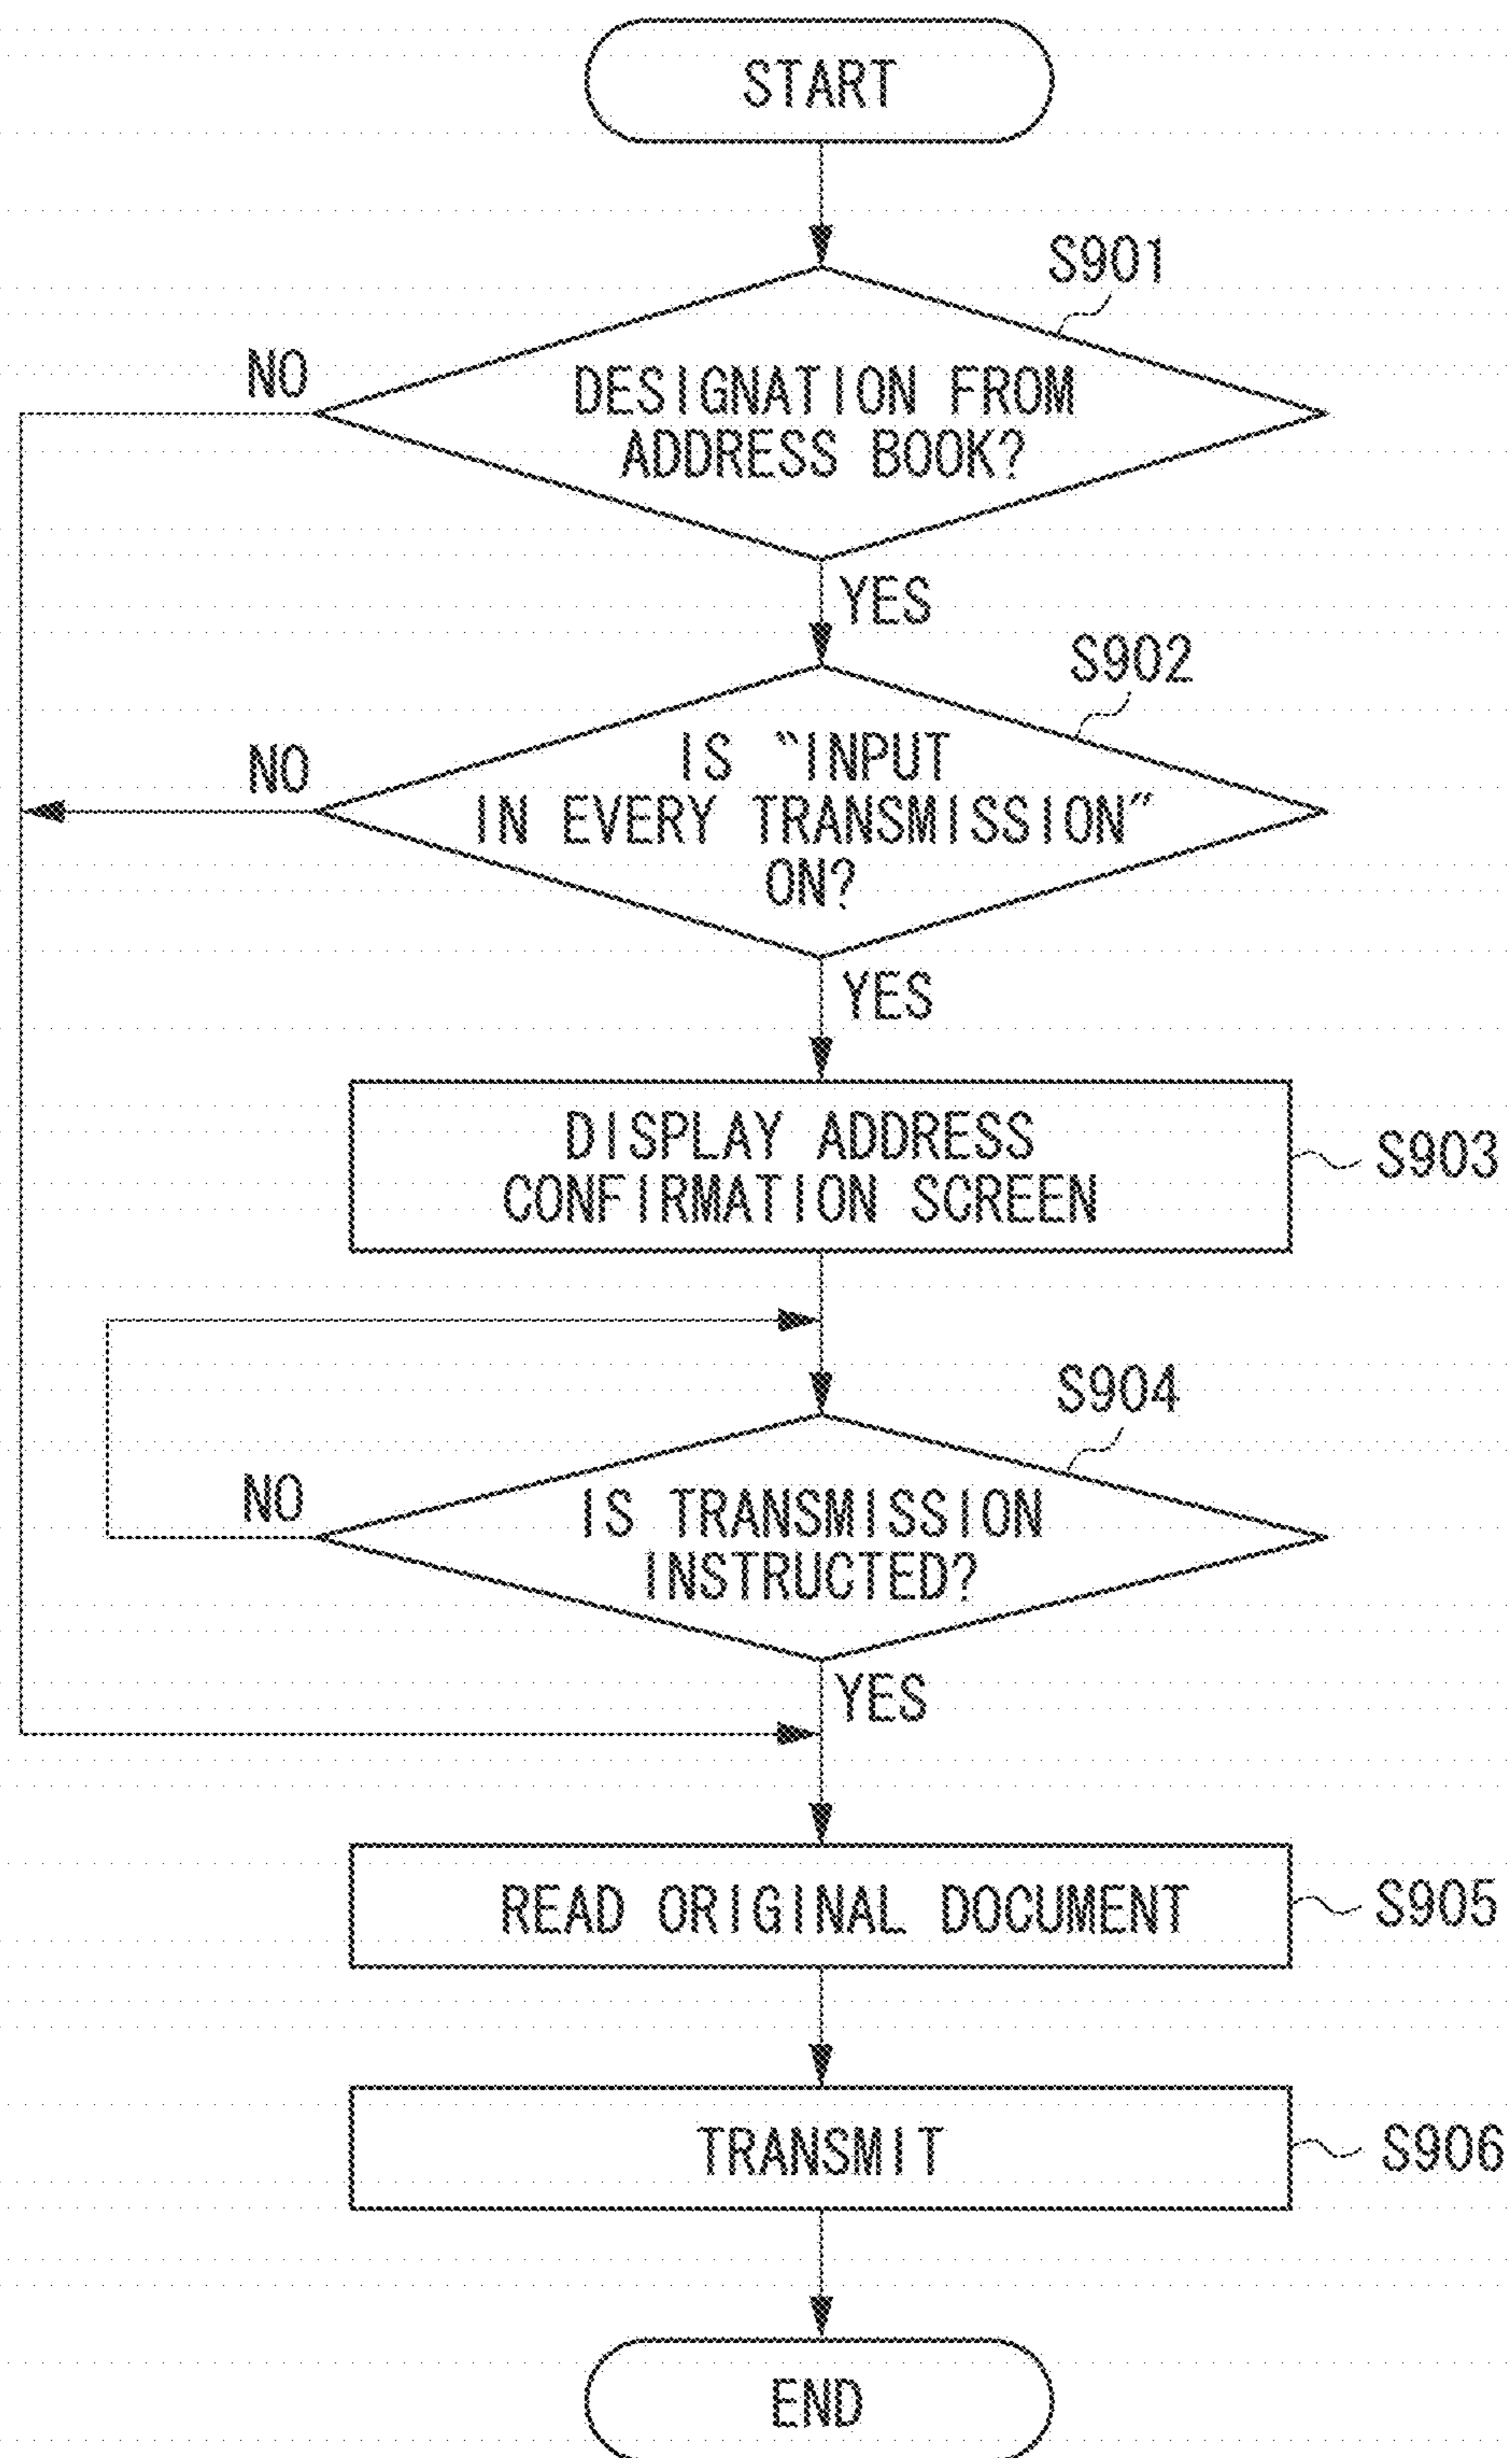 START
S901
NO
DESIGNATION FROM
ADDRESS BOOK?
YES
S902
NO
IS “INPUT
IN EVERY TRANSMISSION”
ON?
YES
DISPLAY ADDRESS
CONFIRMATION SCREEN
S903
S904
NO
IS TRANSMISSION
INSTRUCTED?
YES
READ ORIGINAL DOCUMENT
S905
TRANSMIT
S906
END